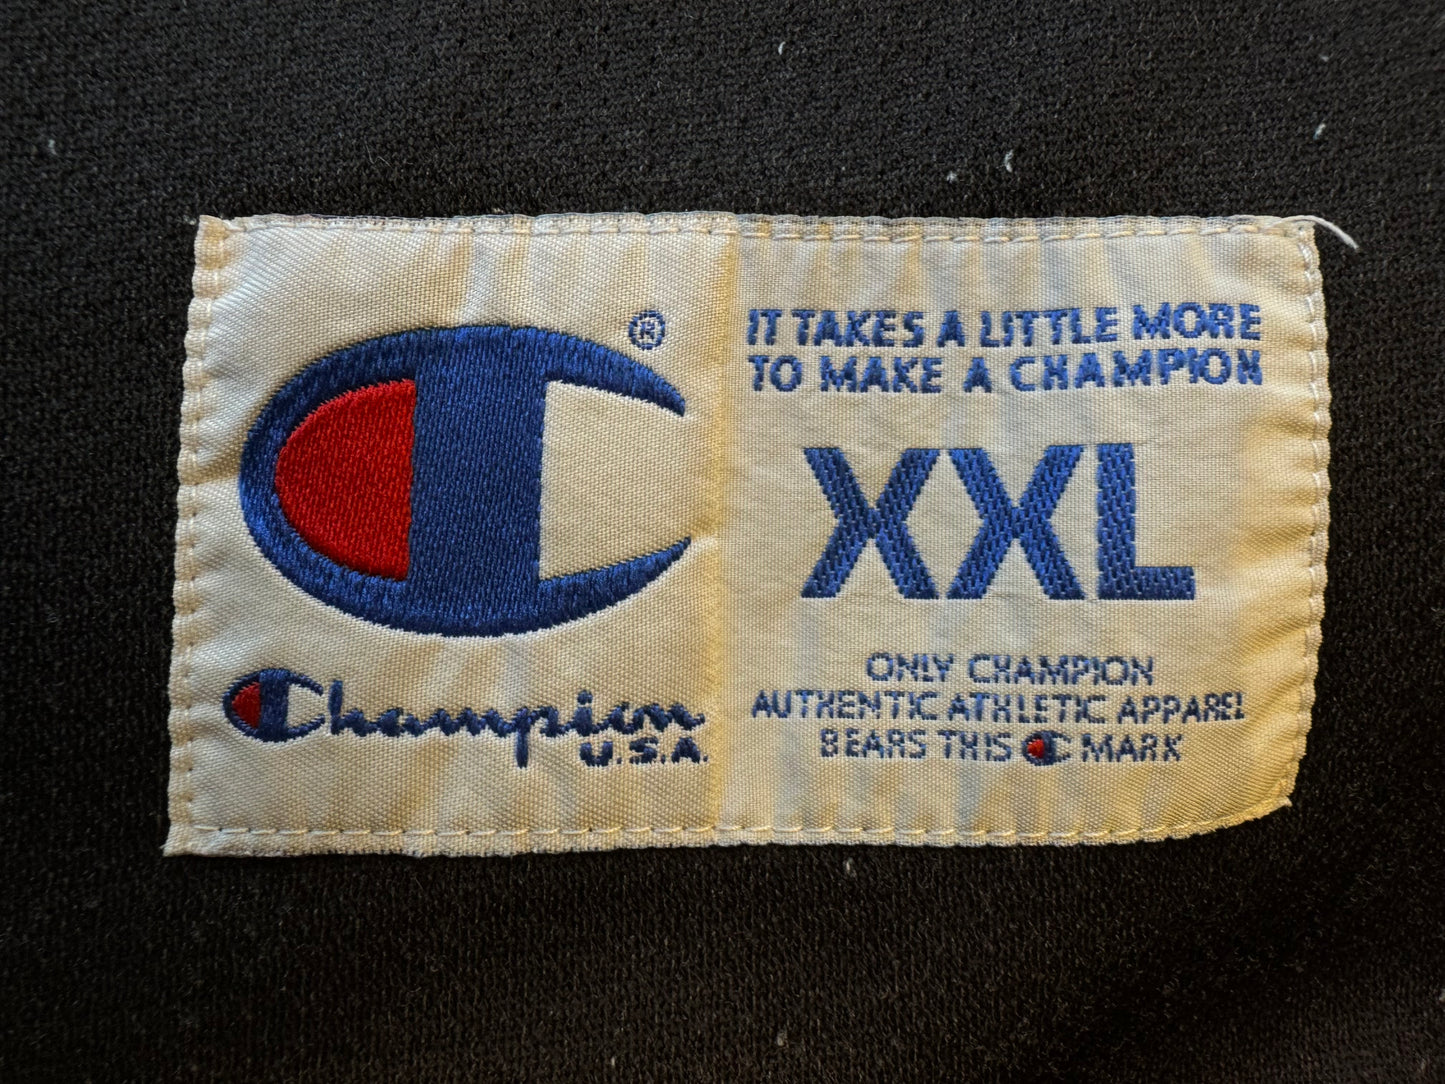 ®
Champion
U.S.A.
IT TAKES A LITTLE MORE
TO MAKE A CHAMPION
XXL
ONLY CHAMPION
AUTHENTIC ATHLETIC APPAREL
BEARS THIS C MARK